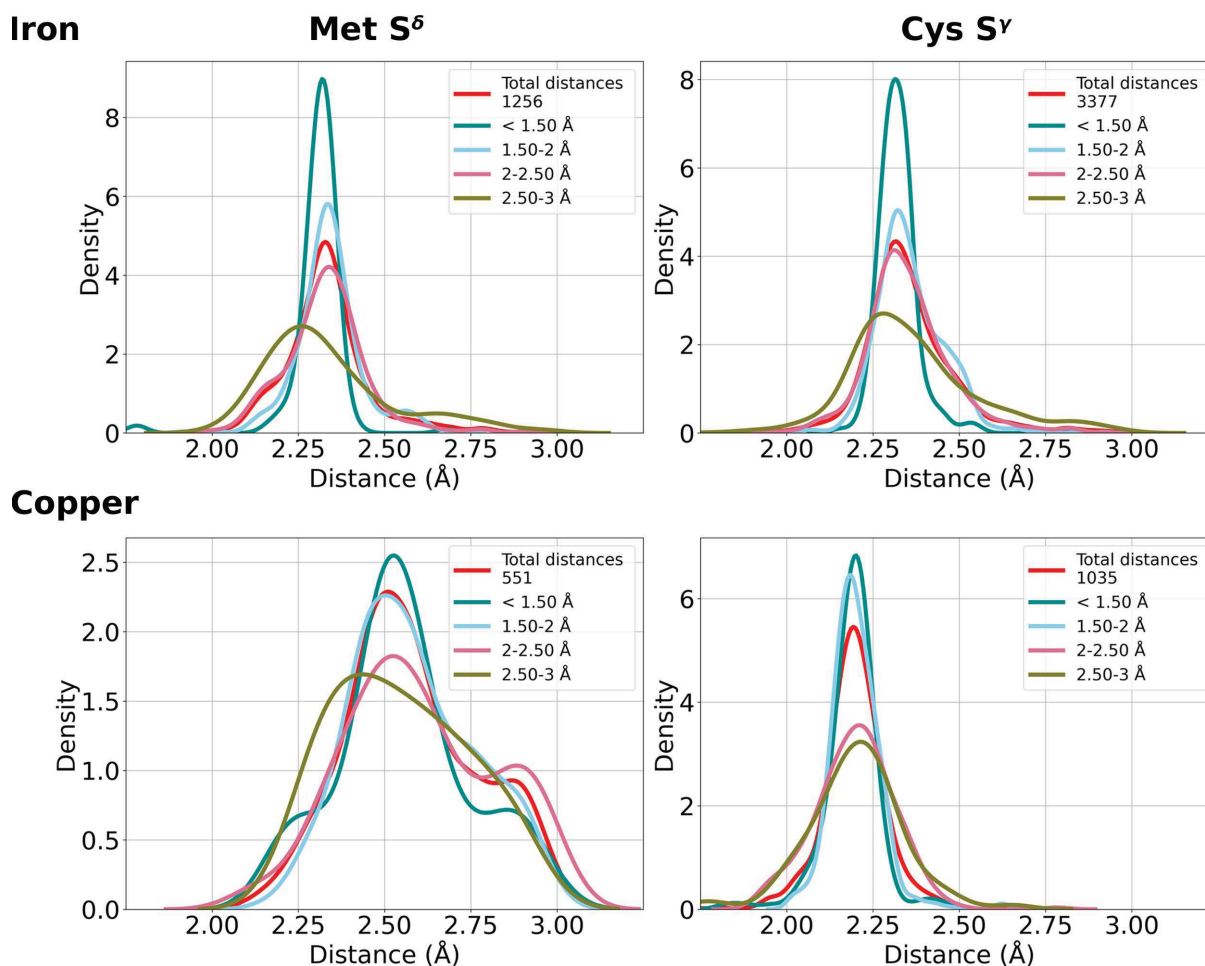 Iron
Met S^δ
Cys S^γ
Total distances
1256
< 1.50 Å
1.50-2 Å
2-2.50 Å
2.50-3 Å
8
6
4
2
0
Density
2.00 2.25 2.50 2.75 3.00
Distance (Å)
Total distances
3377
< 1.50 Å
1.50-2 Å
2-2.50 Å
2.50-3 Å
8
6
4
2
0
Density
2.00 2.25 2.50 2.75 3.00
Distance (Å)
Copper
Total distances
551
< 1.50 Å
1.50-2 Å
2-2.50 Å
2.50-3 Å
2.5
2.0
1.5
1.0
0.5
0.0
Density
2.00 2.25 2.50 2.75 3.00
Distance (Å)
Total distances
1035
< 1.50 Å
1.50-2 Å
2-2.50 Å
2.50-3 Å
6
4
2
0
Density
2.00 2.25 2.50 2.75 3.00
Distance (Å)